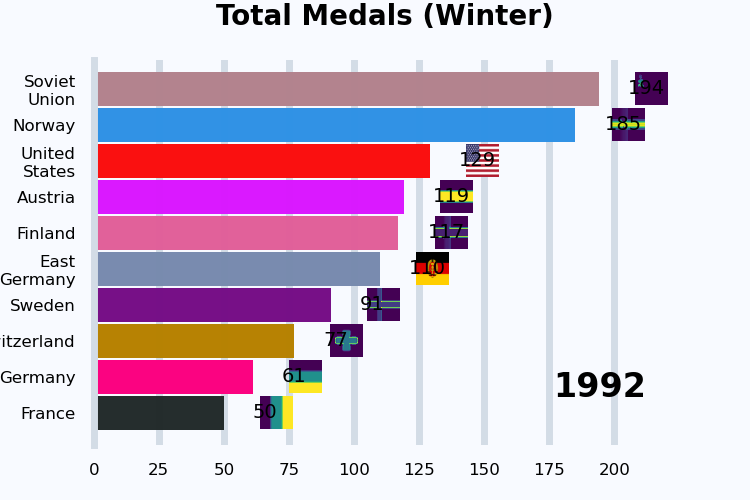 Total Medals (Winter)
Soviet
Union
194
Norway
185
United
States
129
Austria
119
Finland
117
East
Germany
110
Sweden
91
itzerland
77
Germany
61
1992
France
50
0 25 50 75 100 125 150 175 200